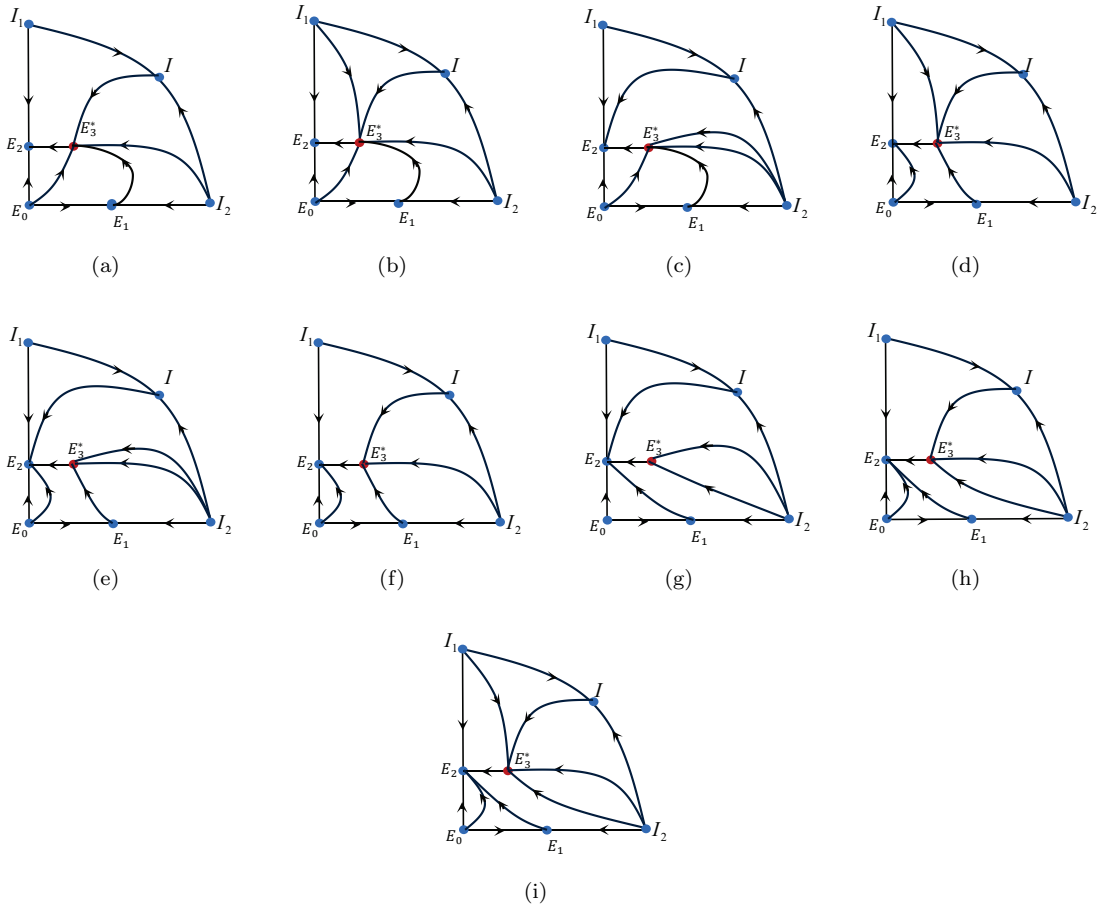 I₁ I₁ I₁ I₁
I I I I
E₃* E₃* E₃* E₃*
E₂ E₂ E₂ E₂
E₀ E₁ I₂ E₀ E₁ I₂ E₀ E₁ I₂ E₀ E₁ I₂
(a) (b) (c) (d)
I₁ I₁ I₁ I₁
I I I I
E₃* E₃* E₃* E₃*
E₂ E₂ E₂ E₂
E₀ E₁ I₂ E₀ E₁ I₂ E₀ E₁ I₂ E₀ E₁ I₂
(e) (f) (g) (h)
I₁
I
E₃*
E₂
E₀ E₁ I₂
(i)